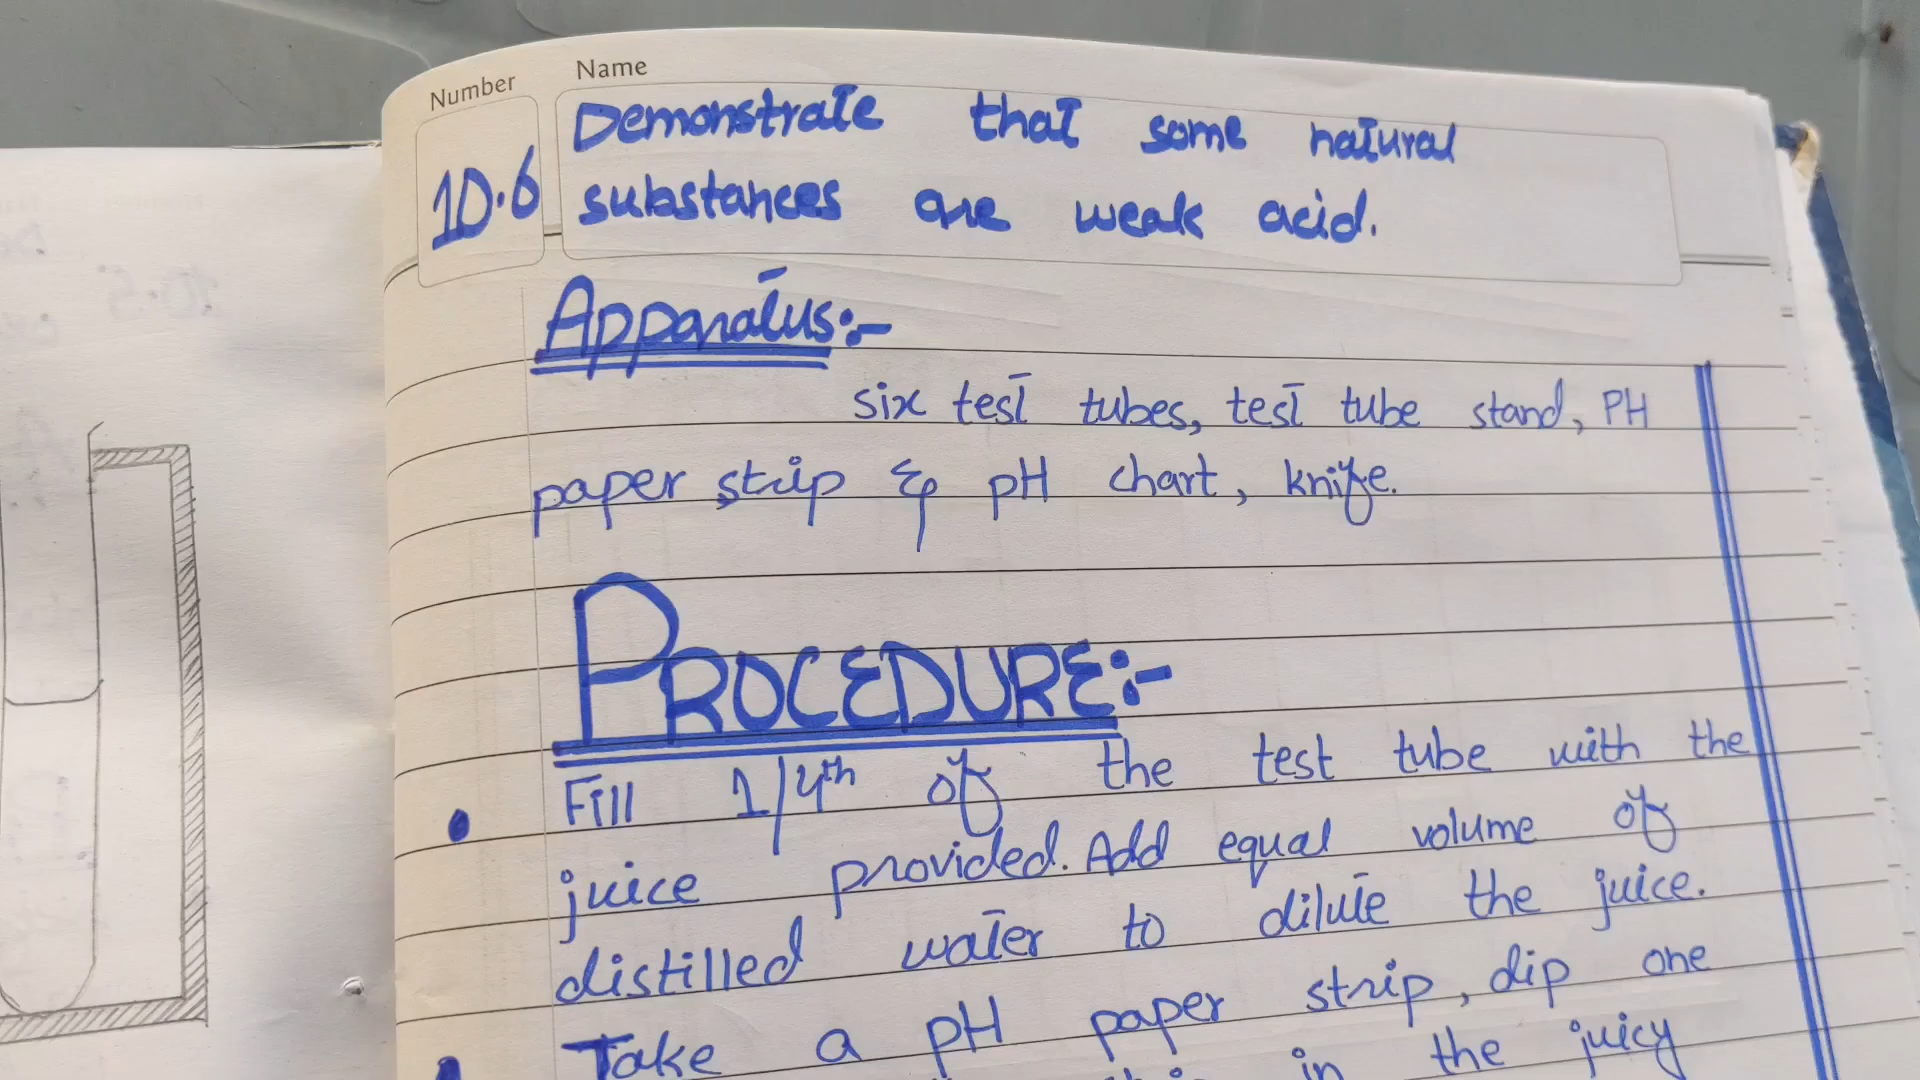 Number Name
10.6 Demonstrate that some natural
substances are weak acid.
Apparatus:-
six test tubes, test tube stand, PH
paper strip & pH chart, knife.
PROCEDURE:-
• Fill 1/4th of the test tube with the
juice provided. Add equal volume of
distilled water to dilute the juice.
Take a pH paper strip, dip one
in the juicy